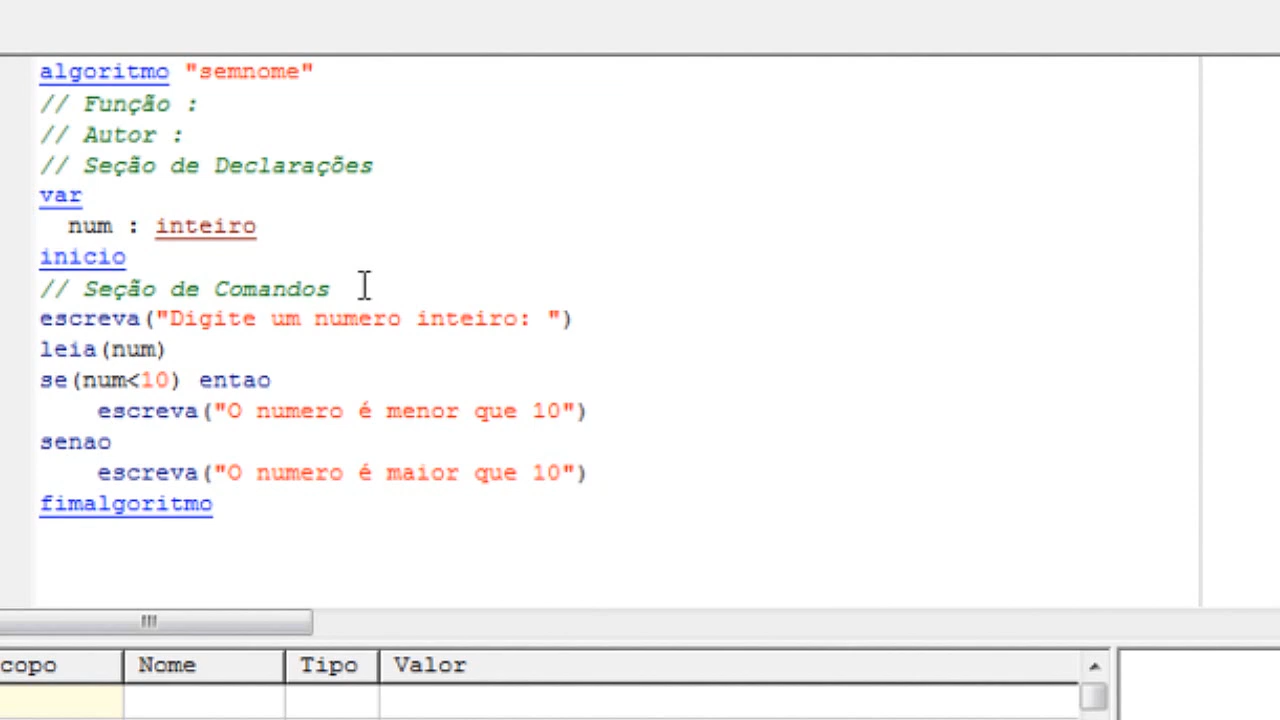 algoritmo "semnome"
// Função :
// Autor :
// Seção de Declarações
var
num : inteiro
inicio
// Seção de Comandos
escreva("Digite um numero inteiro: ")
leia(num)
se(num<10) entao
escreva("O numero é menor que 10")
senao
escreva("O numero é maior que 10")
fimalgoritmo
copo Nome Tipo Valor